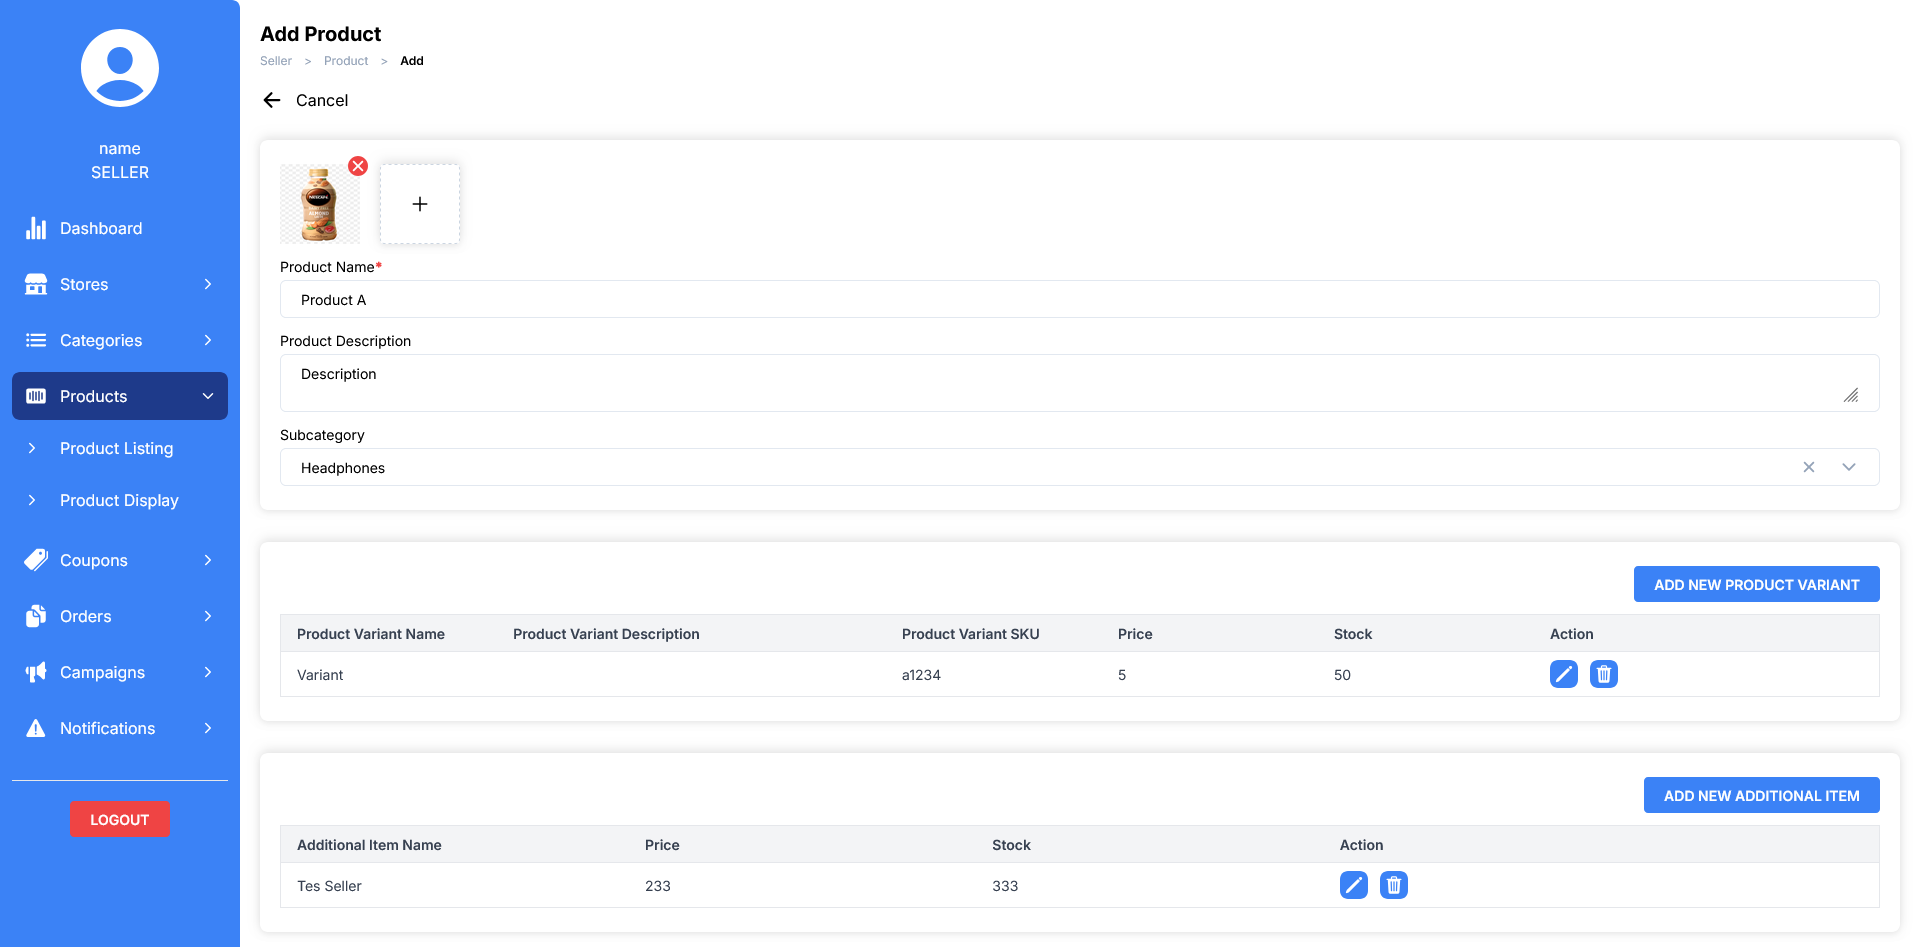 name
SELLER
Dashboard
Stores
Categories
Products
Product Listing
Product Display
Coupons
Orders
Campaigns
Notifications
LOGOUT
Add Product
Seller > Product > Add
Cancel
NESCAFÉ
ALMOND
+
Product Name*
Product A
Product Description
Description
Subcategory
Headphones
ADD NEW PRODUCT VARIANT
Product Variant Name Product Variant Description Product Variant SKU Price Stock Action
Variant a1234 5 50
ADD NEW ADDITIONAL ITEM
Additional Item Name Price Stock Action
Tes Seller 233 333